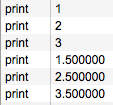 print 1
print 2
print 3
print 1.500000
print 2.500000
print 3.500000